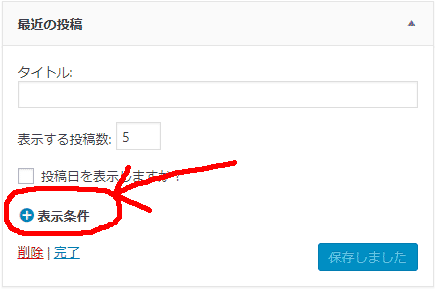 最近の投稿
タイトル:
表示する投稿数: 5
投稿日を表示しますか?
表示条件
削除 | 完了
保存しました